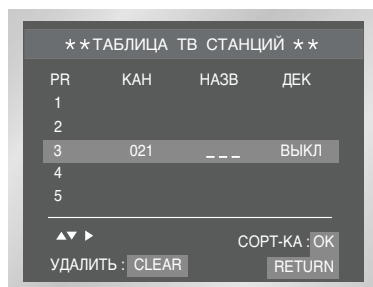 **ТАБЛИЦА ТВ СТАНЦИЙ **
PR КАН НАЗВ ДЕК
1
2
3 021 _ _ _ ВЫКЛ
4
5
▲▼ ▶ СОРТ-КА : OK
УДАЛИТЬ : CLEAR RETURN